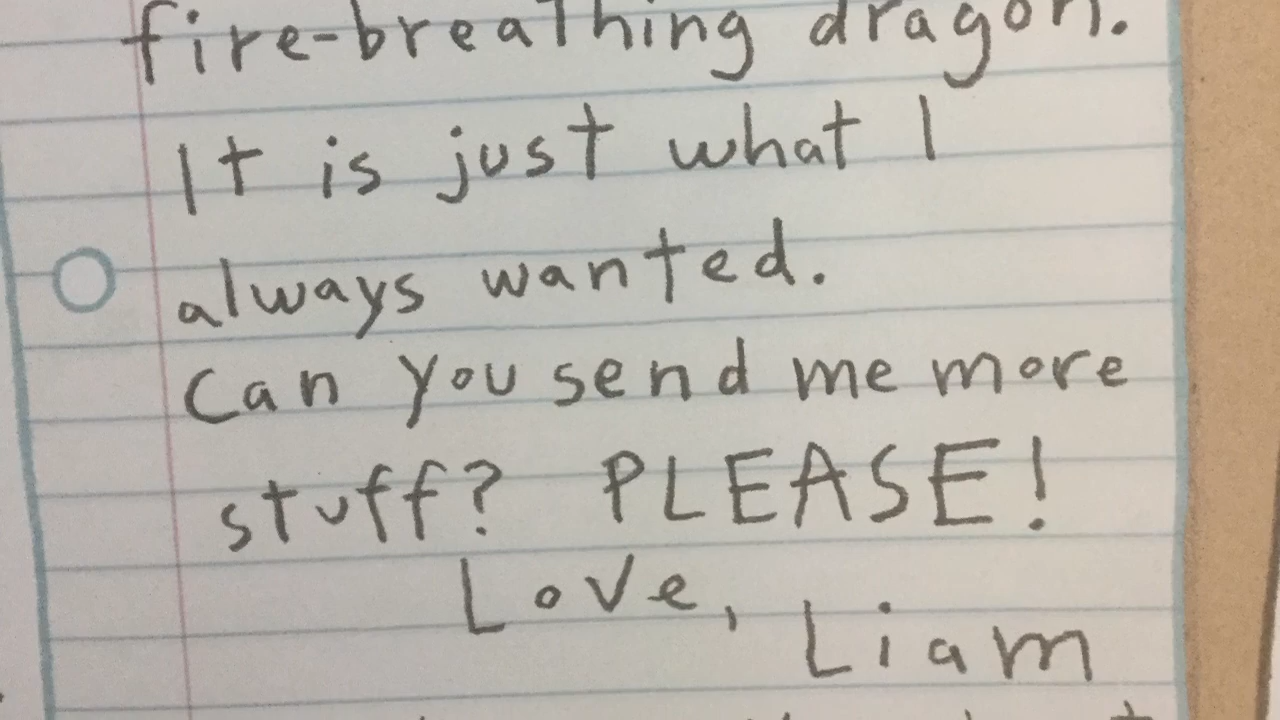 fire-breathing dragon.
It is just what I
always wanted.
Can you send me more
stuff? PLEASE!
Love,
Liam